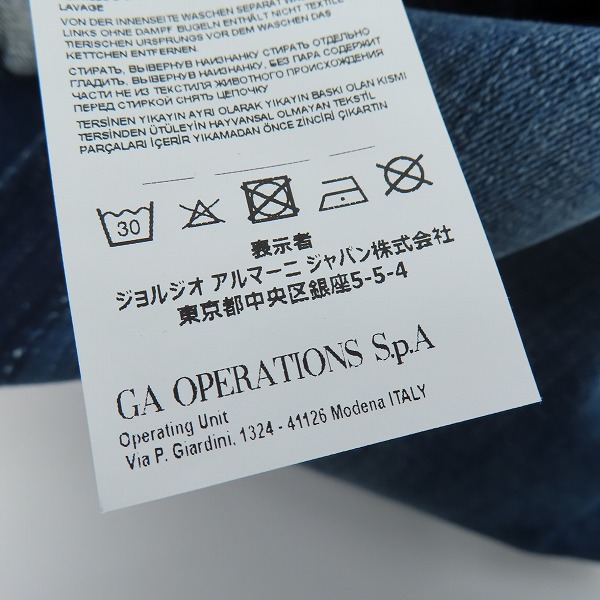 LAVAGE
VON DER INNENSEITE WASCHEN SEPARAT WASCHEN
LINKS OHNE DAMPF BÜGELN ENTHÄLT NICHT TEXTILE
TIERISCHEN URSPRUNGS VOR DEM WASCHEN DAS
KETTCHEN ENTFERNEN.
СТИРАТЬ, ВЫВЕРНУВ НАИЗНАНКУ СТИРАТЬ ОТДЕЛЬНО
ГЛАДИТЬ, ВЫВЕРНУВ НАИЗНАНКУ, БЕЗ ПАРА СОДЕРЖИТ
ЧАСТИ НЕ ИЗ ТЕКСТИЛЯ ЖИВОТНОГО ПРОИСХОЖДЕНИЯ
ПЕРЕД СТИРКОЙ СНЯТЬ ЦЕПОЧКУ
TERSİNEN YIKAYIN AYRI OLARAK YIKAYIN BASKI OLAN KISMI
TERSİNDEN ÜTÜLEYİN HAYVANSAL OLMAYAN TEKSTİL
PARÇALARI İÇERİR YIKAMADAN ÖNCE ZİNCİRİ ÇIKARTIN
30
表示者
ジョルジオ アルマーニ ジャパン株式会社
東京都中央区銀座5-5-4
GA OPERATIONS S.p.A
Operating Unit
Via P. Giardini, 1324 - 41126 Modena ITALY